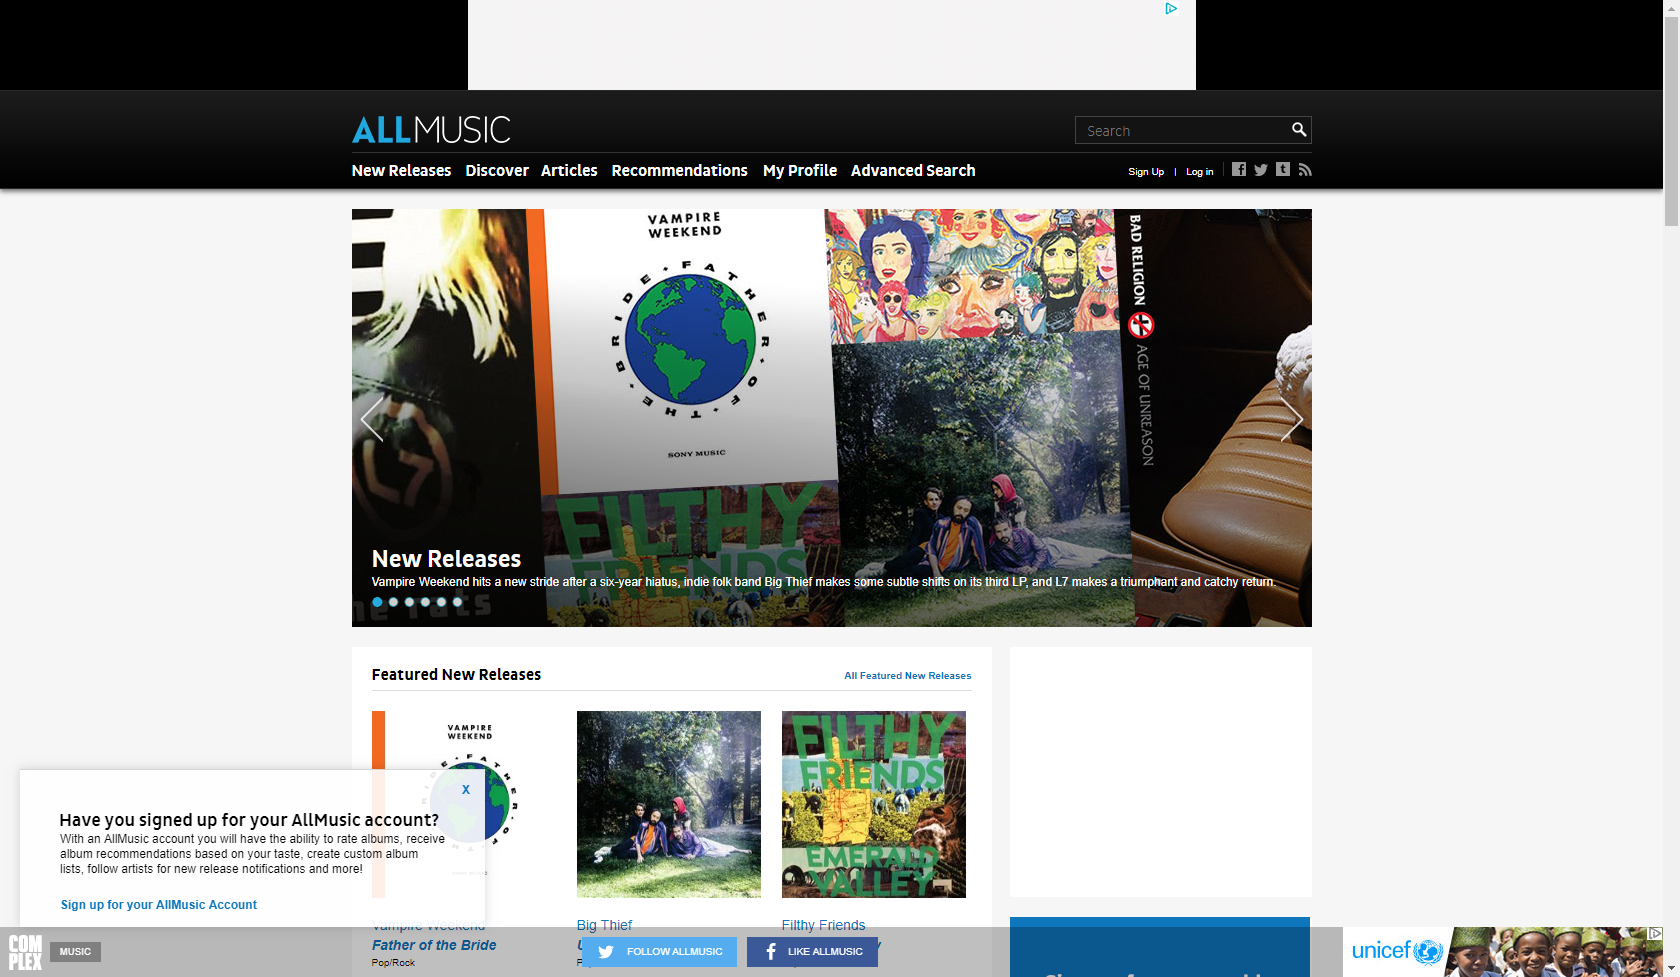 ALLMUSIC
Search
New Releases Discover Articles Recommendations My Profile Advanced Search
Sign Up | Log in
VAMPIRE
WEEKEND
FATHER OF THE BRIDE
SONY MUSIC
BAD RELIGION
AGE OF UNREASON
FILTHY
FRIENDS
New Releases
Vampire Weekend hits a new stride after a six-year hiatus, indie folk band Big Thief makes some subtle shifts on its third LP, and L7 makes a triumphant and catchy return.
Featured New Releases
All Featured New Releases
VAMPIRE
WEEKEND
FILTHY
FRIENDS
EMERALD
VALLEY
x
Have you signed up for your AllMusic account?
With an AllMusic account you will have the ability to rate albums, receive
album recommendations based on your taste, create custom album
lists, follow artists for new release notifications and more!
Sign up for your AllMusic Account
Vampire Weekend
Father of the Bride
Pop/Rock
Big Thief
Filthy Friends
COM
PLEX
MUSIC
FOLLOW ALLMUSIC
LIKE ALLMUSIC
unicef